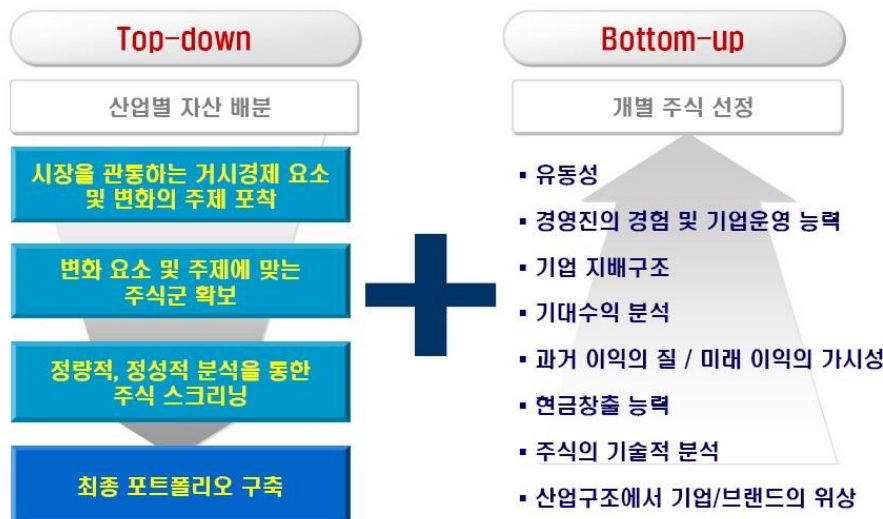 Top-down
산업별 자산 배분
시장을 관통하는 거시경제 요소
및 변화의 주제 포착
변화 요소 및 주제에 맞는
주식군 확보
정량적, 정성적 분석을 통한
주식 스크리닝
최종 포트폴리오 구축
Bottom-up
개별 주식 선정
▪ 유동성
▪ 경영진의 경험 및 기업운영 능력
▪ 기업 지배구조
▪ 기대수익 분석
▪ 과거 이익의 질 / 미래 이익의 가시성
▪ 현금창출 능력
▪ 주식의 기술적 분석
▪ 산업구조에서 기업/브랜드의 위상